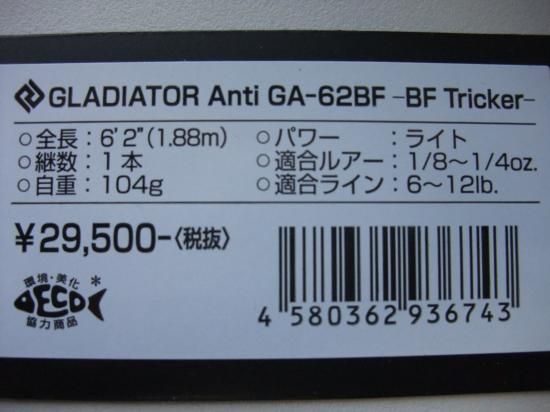 GLADIATOR Anti GA-62BF -BF Tricker-
○全長：6'2"(1.88m) ○パワー：ライト
○継数：1本 ○適合ルアー：1/8～1/4oz.
○自重：104g ○適合ライン：6～12lb.
¥29,500-〈税抜〉
環境・美化
ECO*
協力商品
4 580362 936743